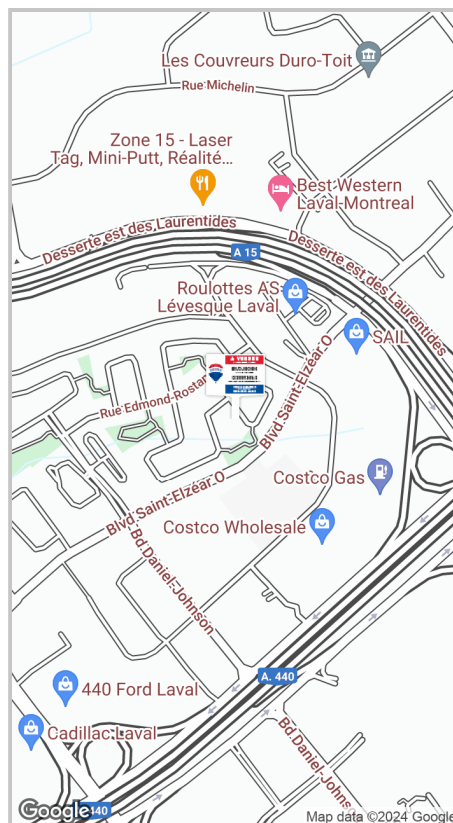 Les Couvreurs Duro-Toit
Rue Michelin
Zone 15 - Laser
Tag, Mini-Putt, Réalité...
Best Western
Laval-Montreal
Desserte est des Laurentides
Desserte est des Laurentides
A 15
Roulottes AS
Lévesque Laval
SAIL
A VENDRE
Rue Edmond-Rostan
Blvd Saint-Elzéar O
Costco Gas
Blvd Saint-Elzéar O
Costco Wholesale
Bd Daniel-Johnson
A. 440
440 Ford Laval
Cadillac Laval
Bd Daniel-Johns
440
Google
Map data ©2024 Google